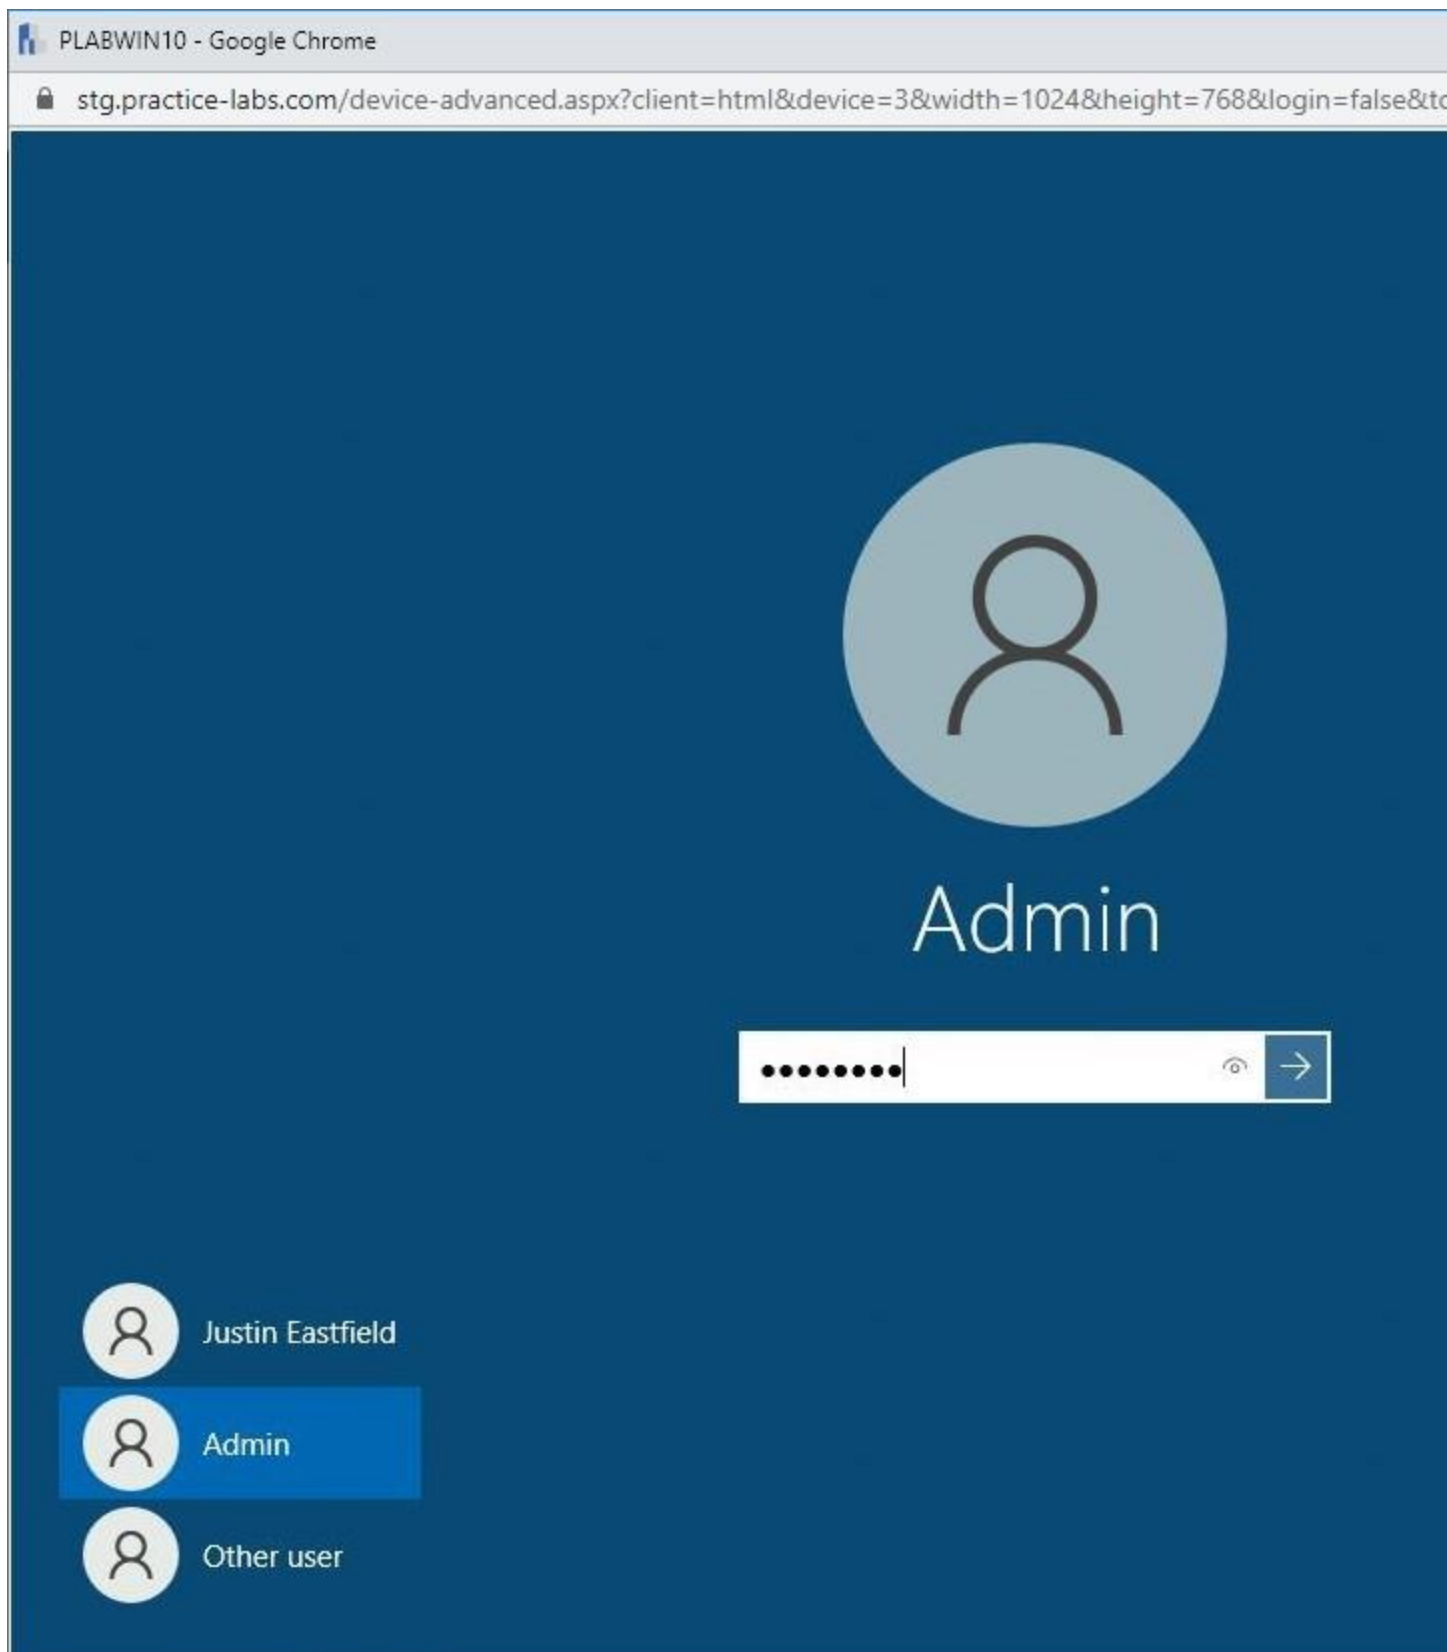 PLABWIN10 - Google Chrome
stg.practice-labs.com/device-advanced.aspx?client=html&device=3&width=1024&height=768&login=false&to
Admin
Justin Eastfield
Admin
Other user